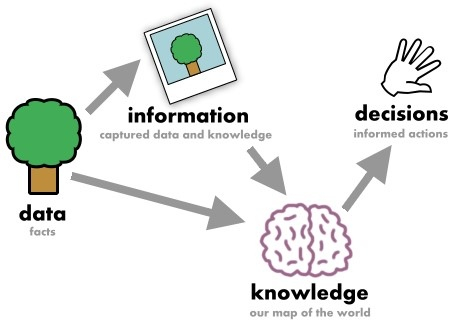 information
captured data and knowledge
decisions
informed actions
data
facts
knowledge
our map of the world